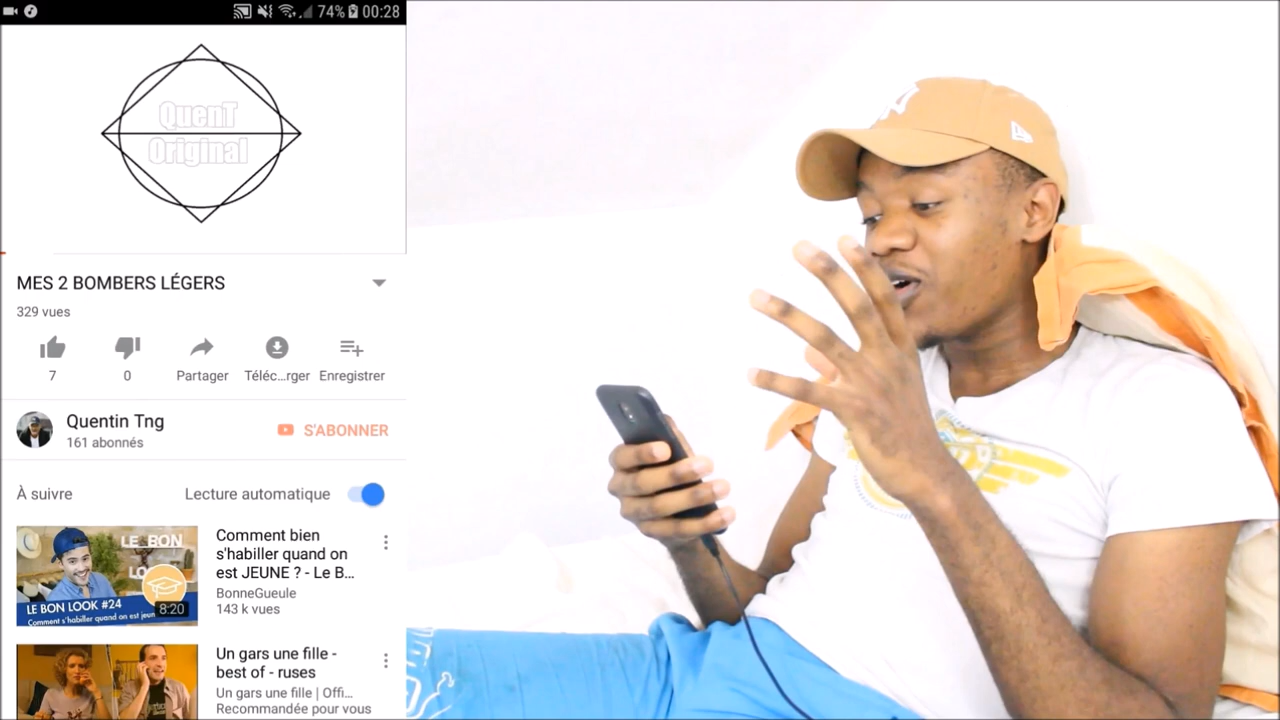 74% 00:28
QuenT
Original
MES 2 BOMBERS LÉGERS
329 vues
7
0
Partager
Téléc...rger
Enregistrer
Quentin Tng
161 abonnés
S'ABONNER
À suivre
Lecture automatique
LE BON
LE BON LOOK #24
Comment s'habiller quand on est jeun
8:20
Comment bien
s'habiller quand on
est JEUNE ? - Le B...
BonneGueule
143 k vues
Un gars une fille -
best of - ruses
Un gars une fille | Offi...
Recommandée pour vous